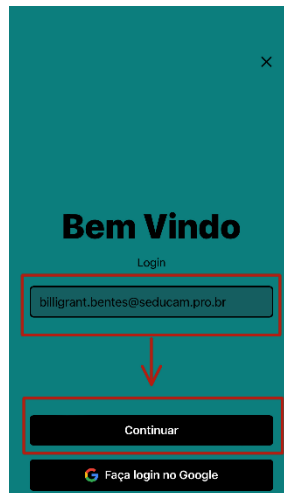 Bem Vindo
Login
billigrant.bentes@seducam.pro.br
Continuar
Faça login no Google